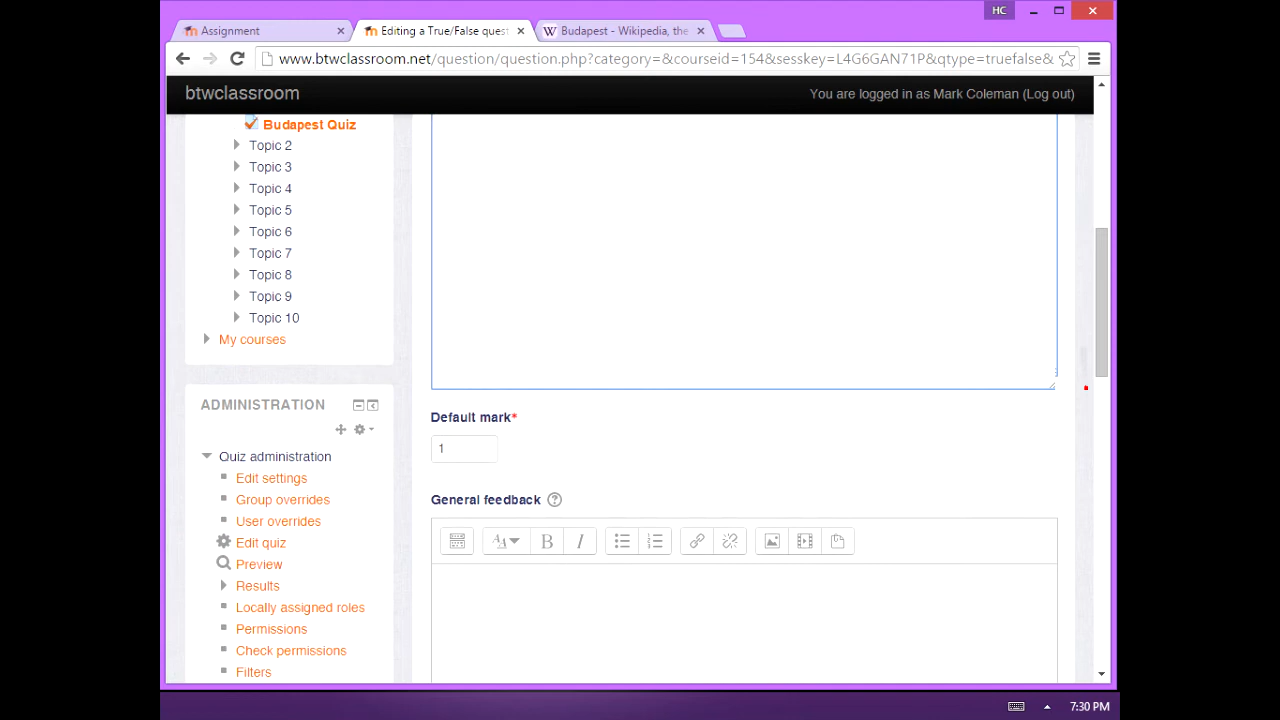 HC
Assignment
Editing a True/False quest
Budapest - Wikipedia, the
www.btwclassroom.net/question/question.php?category=&courseid=154&sesskey=L4G6GAN71P&qtype=truefalse&
btwclassroom
You are logged in as Mark Coleman (Log out)
Budapest Quiz
Topic 2
Topic 3
Topic 4
Topic 5
Topic 6
Topic 7
Topic 8
Topic 9
Topic 10
My courses
ADMINISTRATION
Quiz administration
Edit settings
Group overrides
User overrides
Edit quiz
Preview
Results
Locally assigned roles
Permissions
Check permissions
Filters
Default mark*
1
General feedback
B I
7:30 PM